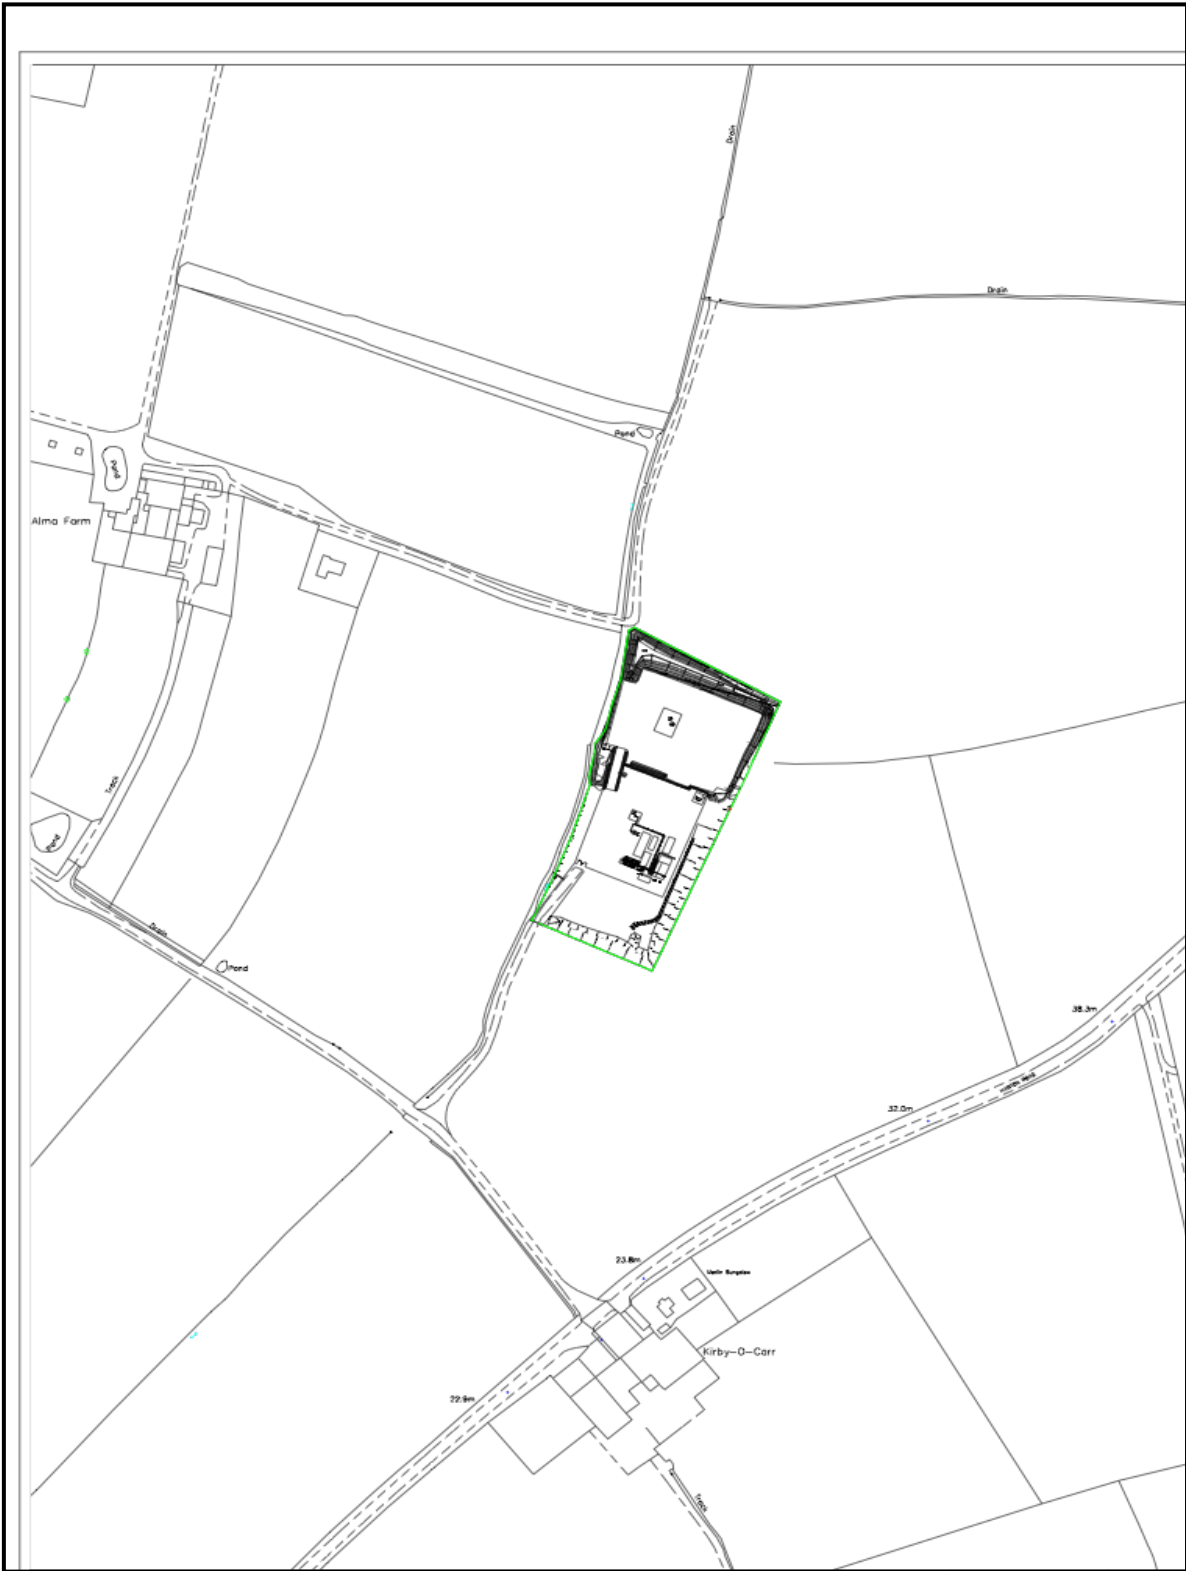 Drain
Drain
Pond
Pond
Alma Farm
Track
Pond
Drain
Pond
38.3m
32.0m
23.8m
Bungalow
Kirby-O-Carr
22.9m
Track